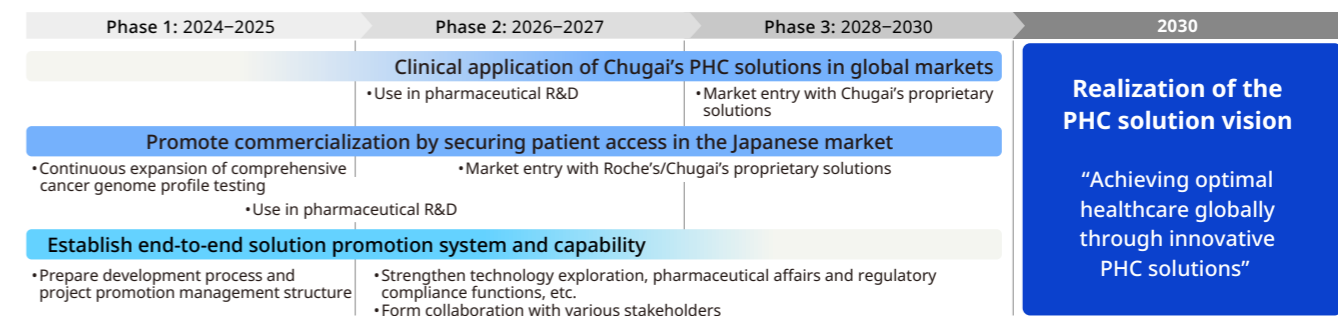 Phase 1: 2024−2025
Phase 2: 2026−2027
Phase 3: 2028−2030
2030
Clinical application of Chugai’s PHC solutions in global markets
•Use in pharmaceutical R&D
•Market entry with Chugai’s proprietary
solutions
Promote commercialization by securing patient access in the Japanese market
•Continuous expansion of comprehensive
cancer genome profile testing
•Market entry with Roche’s/Chugai’s proprietary solutions
•Use in pharmaceutical R&D
Establish end-to-end solution promotion system and capability
•Prepare development process and
project promotion management structure
•Strengthen technology exploration, pharmaceutical affairs and regulatory
compliance functions, etc.
•Form collaboration with various stakeholders
Realization of the
PHC solution vision
“Achieving optimal
healthcare globally
through innovative
PHC solutions”